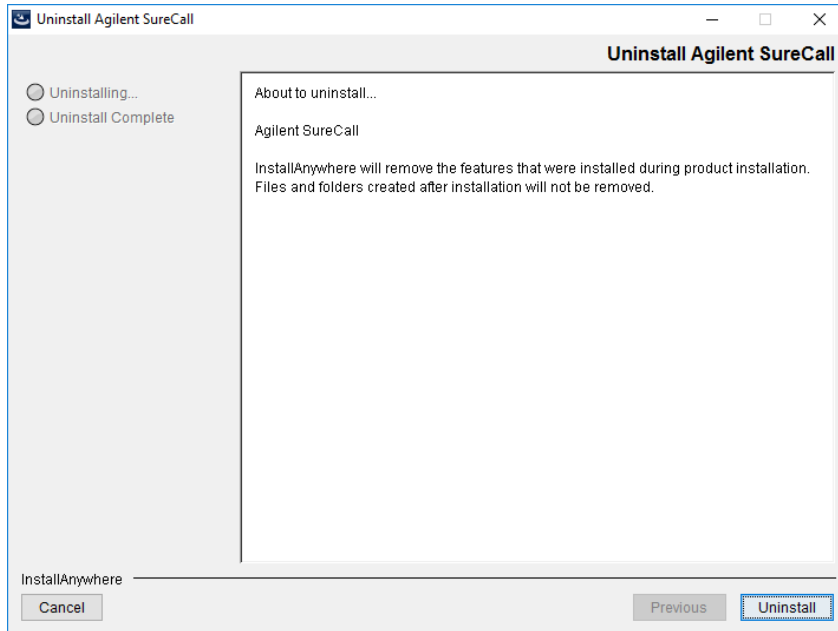 Uninstall Agilent SureCall
Uninstall Agilent SureCall
Uninstalling...
Uninstall Complete
About to uninstall...
Agilent SureCall
InstallAnywhere will remove the features that were installed during product installation.
Files and folders created after installation will not be removed.
InstallAnywhere
Cancel
Previous
Uninstall